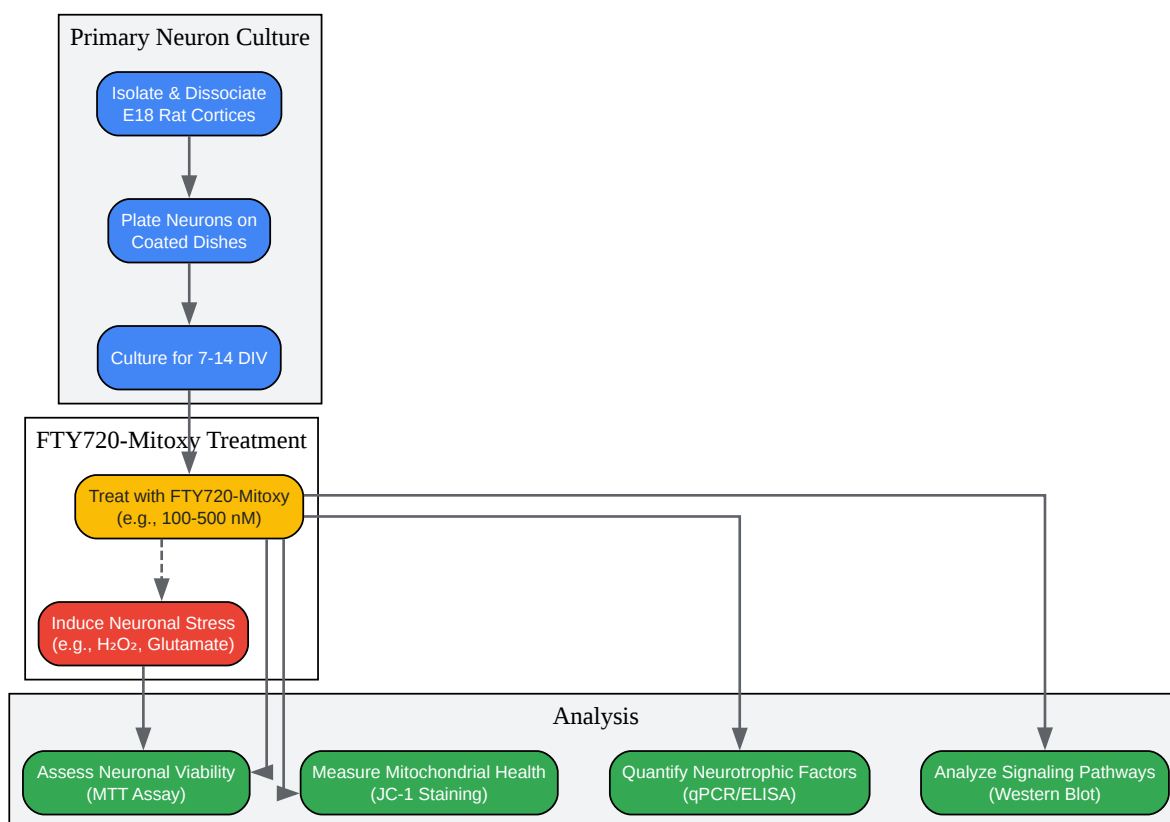 Primary Neuron Culture
Isolate & Dissociate
E18 Rat Cortices
Plate Neurons on
Coated Dishes
Culture for 7-14 DIV
FTY720-Mitoxy Treatment
Treat with FTY720-Mitoxy
(e.g., 100-500 nM)
Induce Neuronal Stress
(e.g., H₂O₂, Glutamate)
Analysis
Assess Neuronal Viability
(MTT Assay)
Measure Mitochondrial Health
(JC-1 Staining)
Quantify Neurotrophic Factors
(qPCR/ELISA)
Analyze Signaling Pathways
(Western Blot)